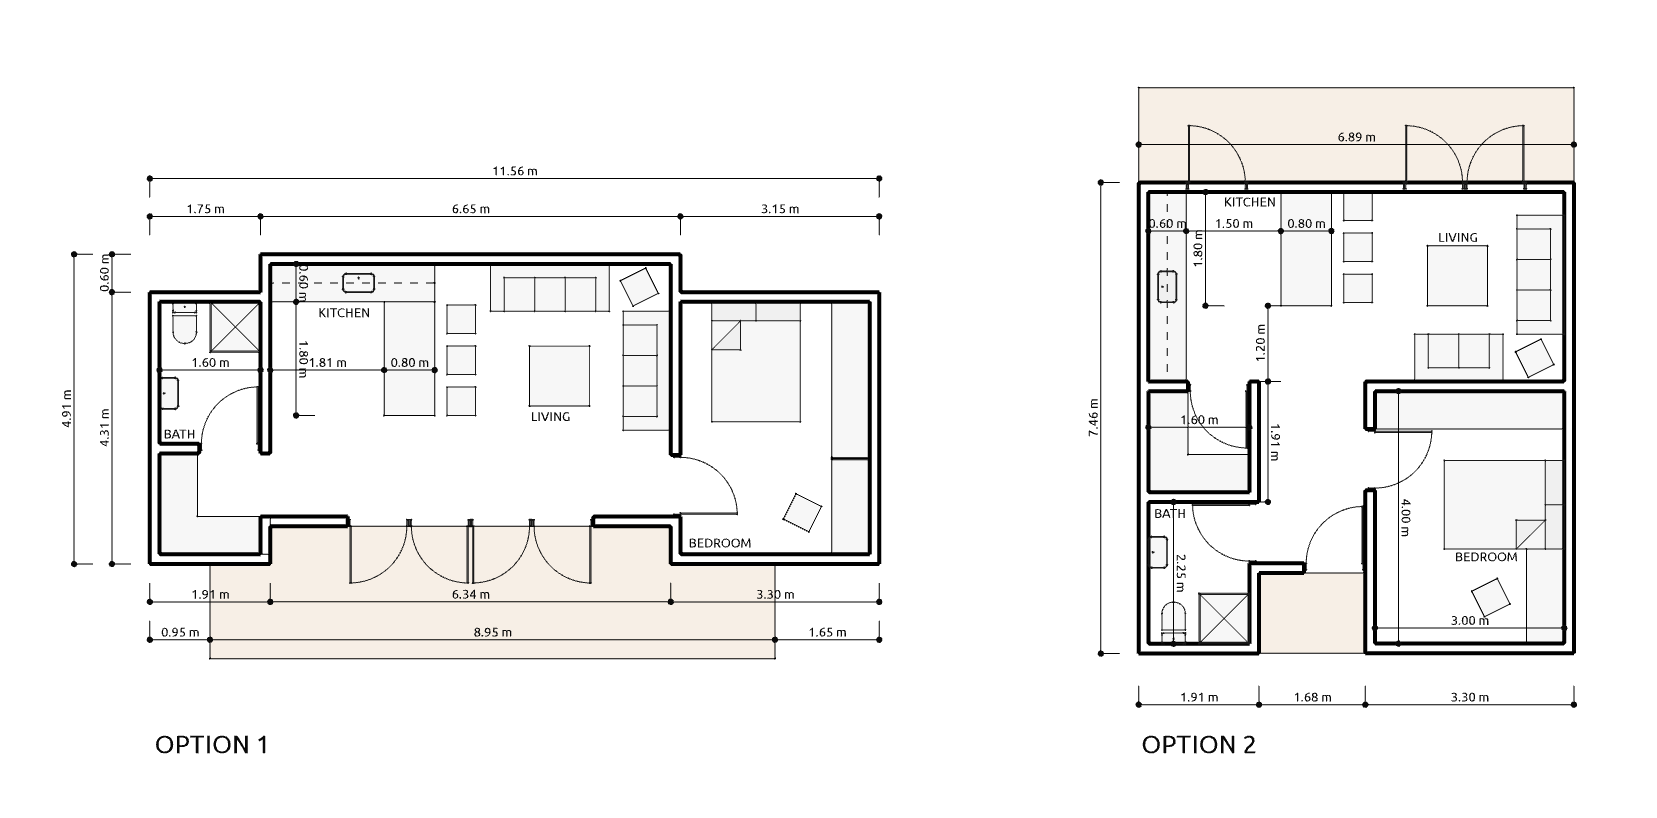 11.56 m
1.75 m
6.65 m
3.15 m
0.60 m
4.91 m
4.31 m
0.60 m
KITCHEN
1.80 m
1.60 m
1.81 m
0.80 m
LIVING
BATH
BEDROOM
1.91 m
6.34 m
3.30 m
0.95 m
8.95 m
1.65 m
OPTION 1
6.89 m
KITCHEN
0.60 m
1.50 m
0.80 m
1.80 m
LIVING
1.20 m
7.46 m
1.60 m
1.91 m
BATH
4.00 m
2.25 m
BEDROOM
3.00 m
1.91 m
1.68 m
3.30 m
OPTION 2